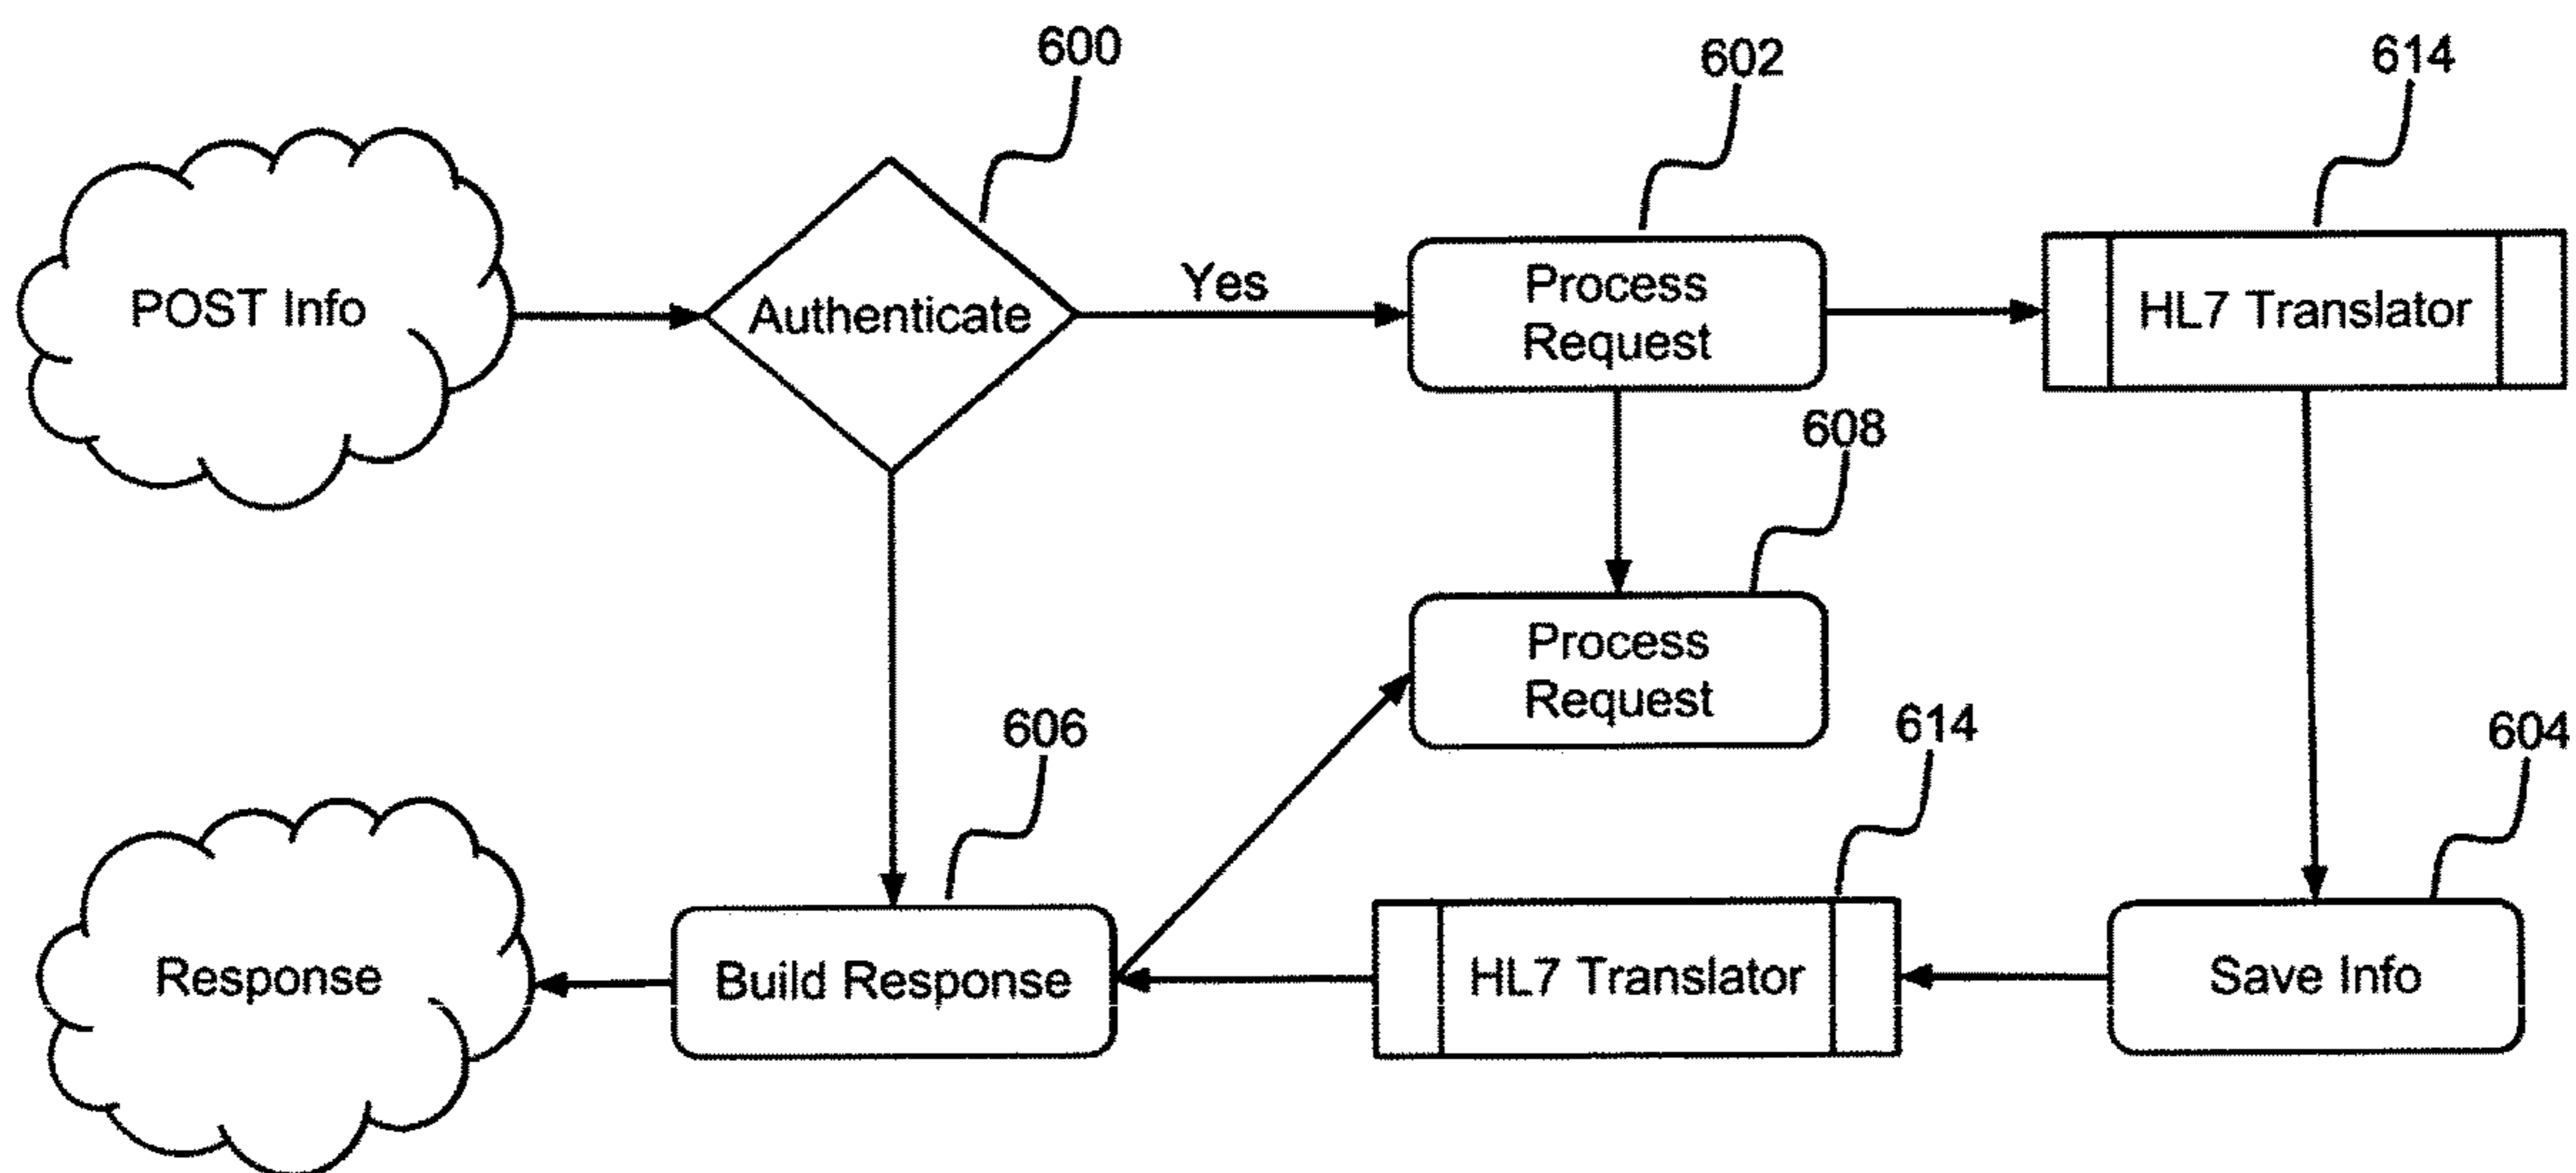 600
602
614
POST Info
Authenticate
Yes
Process
Request
HL7 Translator
608
Process
Request
606
614
604
Response
Build Response
HL7 Translator
Save Info